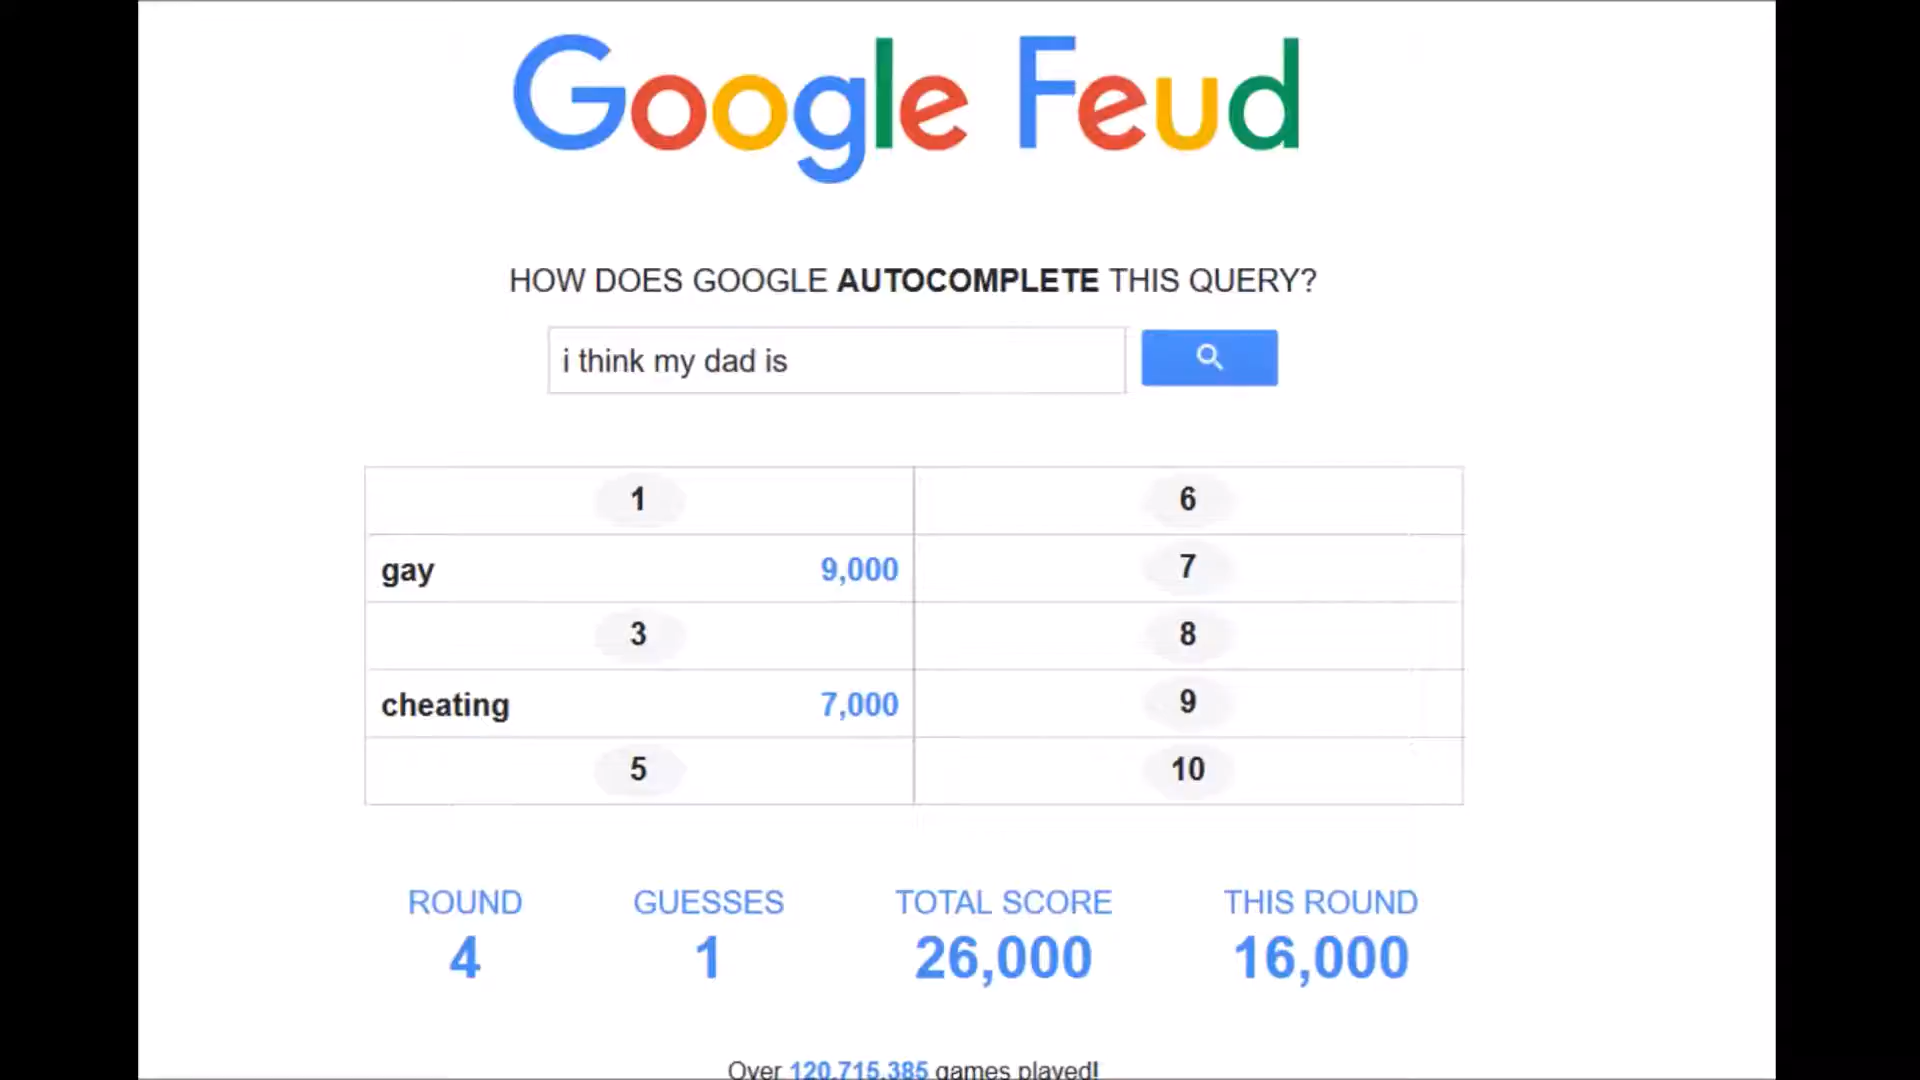 Google Feud
HOW DOES GOOGLE AUTOCOMPLETE THIS QUERY?
i think my dad is
1 6
gay 9,000 7
3 8
cheating 7,000 9
5 10
ROUND GUESSES TOTAL SCORE THIS ROUND
4 1 26,000 16,000
Over 120,715,385 games played!